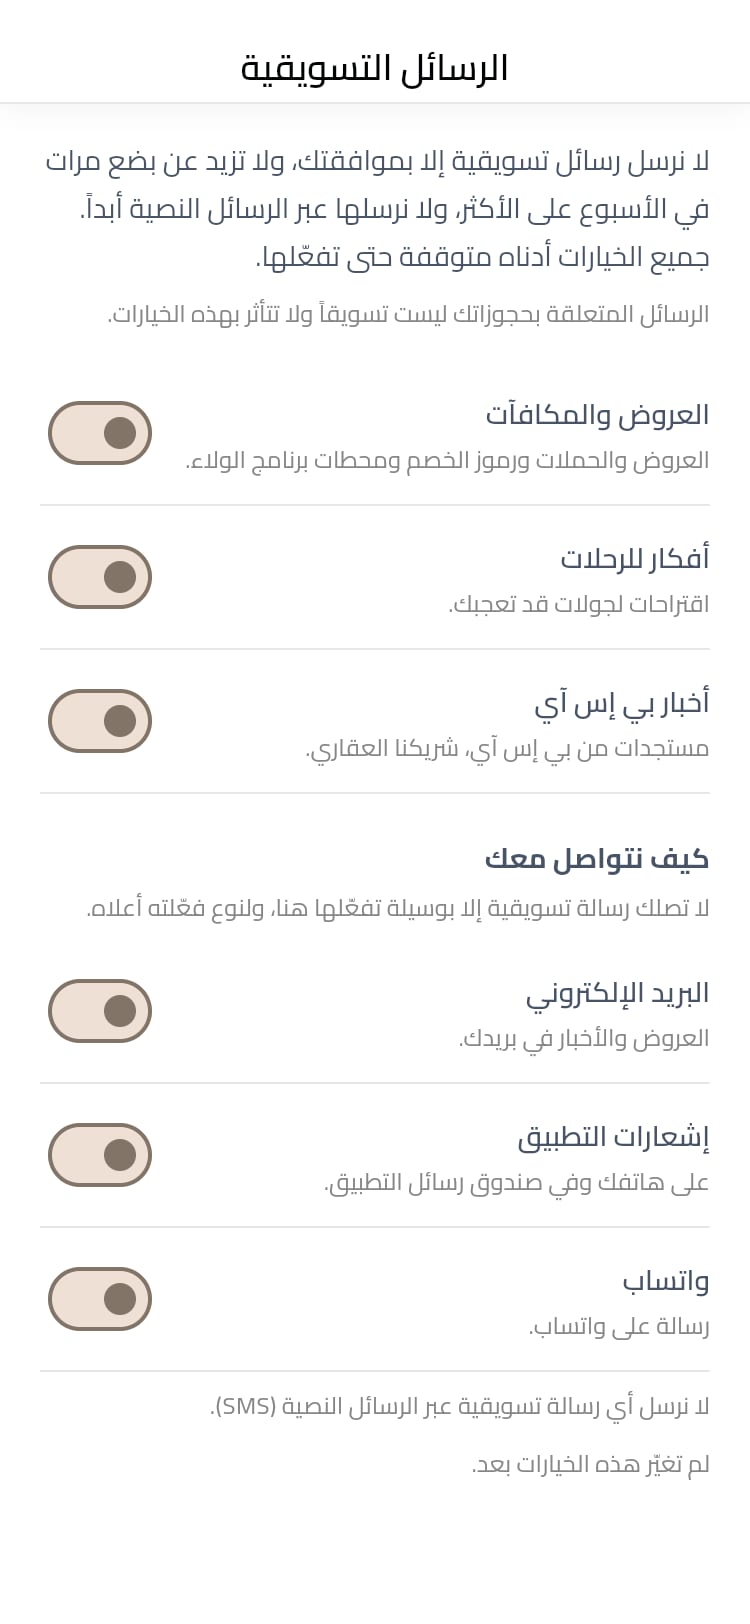 الرسائل التسويقية
لا نرسل رسائل تسويقية إلا بموافقتك، ولا تزيد عن بضع مرات
في الأسبوع على الأكثر، ولا نرسلها عبر الرسائل النصية أبداً.
جميع الخيارات أدناه متوقفة حتى تفعّلها.
الرسائل المتعلقة بحجوزاتك ليست تسويقاً ولا تتأثر بهذه الخيارات.
العروض والمكافآت
العروض والحملات ورموز الخصم ومحطات برنامج الولاء.
أفكار للرحلات
اقتراحات لجولات قد تعجبك.
أخبار بي إس آي
مستجدات من بي إس آي، شريكنا العقاري.
كيف نتواصل معك
لا تصلك رسالة تسويقية إلا بوسيلة تفعّلها هنا، ولنوع فعّلته أعلاه.
البريد الإلكتروني
العروض والأخبار في بريدك.
إشعارات التطبيق
على هاتفك وفي صندوق رسائل التطبيق.
واتساب
رسالة على واتساب.
لا نرسل أي رسالة تسويقية عبر الرسائل النصية (SMS).
لم تغيّر هذه الخيارات بعد.